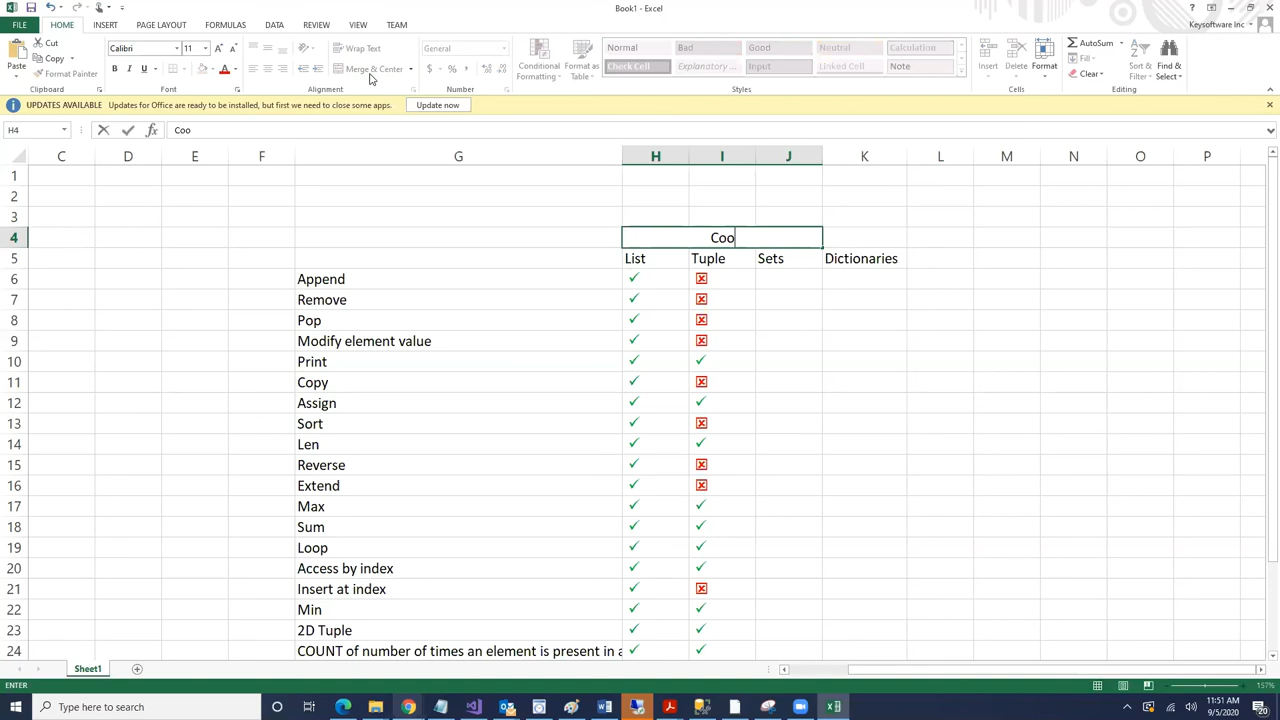 Book1 - Excel
FILE HOME INSERT PAGE LAYOUT FORMULAS DATA REVIEW VIEW TEAM
Keysoftware Inc
Paste
Cut
Copy
Format Painter
Clipboard
Calibri 11
B I U
Font
Wrap Text
Merge & Center
Alignment
General
$ % ,
Number
Conditional Formatting
Format as Table
Normal Bad Good Neutral Calculation
Check Cell Explanatory ... Input Linked Cell Note
Styles
Insert Delete Format
Cells
AutoSum
Fill
Clear
Sort & Filter
Find & Select
Editing
UPDATES AVAILABLE Updates for Office are ready to be installed, but first we need to close some apps. Update now
H4 fx Coo
C D E F G H I J K L M N O P
1
2
3
4 Coo
5 List Tuple Sets Dictionaries
6 Append
7 Remove
8 Pop
9 Modify element value
10 Print
11 Copy
12 Assign
13 Sort
14 Len
15 Reverse
16 Extend
17 Max
18 Sum
19 Loop
20 Access by index
21 Insert at index
22 Min
23 2D Tuple
24 COUNT of number of times an element is present in a
Sheet1
ENTER 157%
Type here to search
11:51 AM
9/5/2020
20